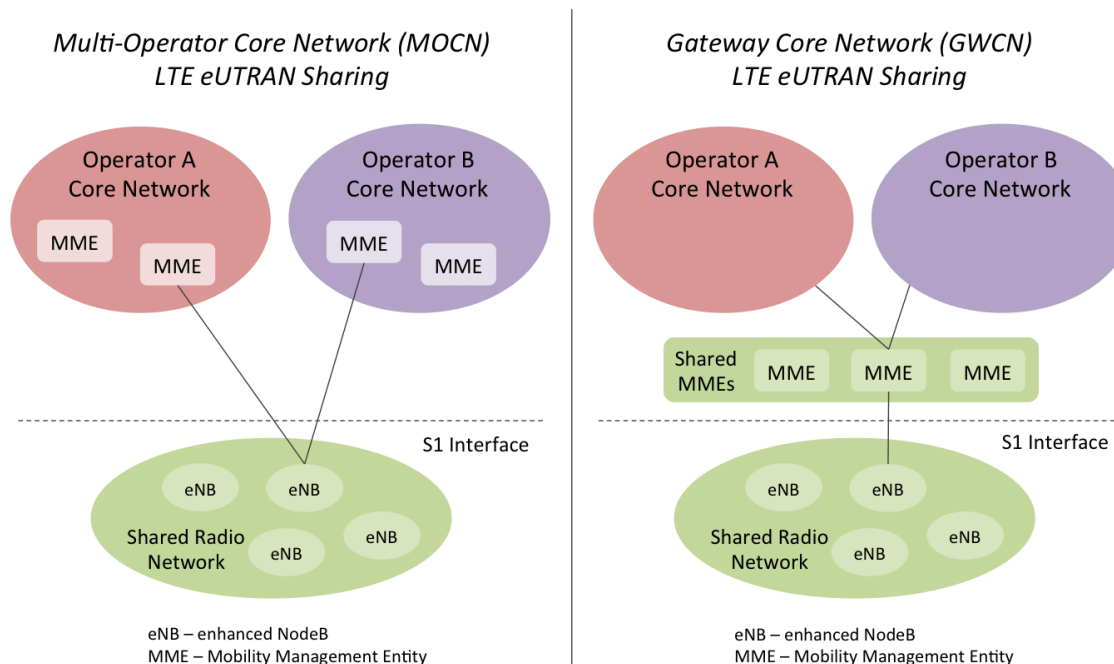 Multi-Operator Core Network (MOCN)
LTE eUTRAN Sharing
Operator A
Core Network
MME
MME
Operator B
Core Network
MME
MME
S1 Interface
eNB
eNB
eNB
eNB
Shared Radio
Network
eNB – enhanced NodeB
MME – Mobility Management Entity
Gateway Core Network (GWCN)
LTE eUTRAN Sharing
Operator A
Core Network
Operator B
Core Network
Shared
MMEs
MME
MME
MME
S1 Interface
eNB
eNB
eNB
eNB
Shared Radio
Network
eNB – enhanced NodeB
MME – Mobility Management Entity